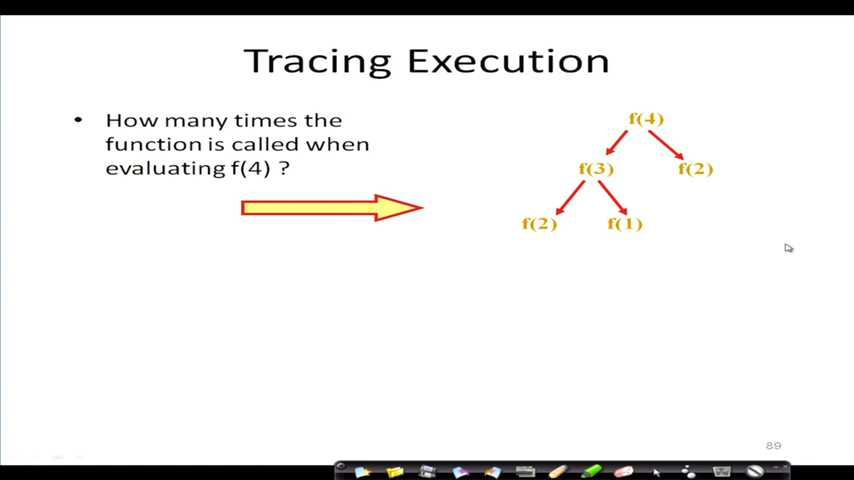 Tracing Execution
• How many times the
function is called when
evaluating f(4) ?
f(4)
f(3) f(2)
f(2) f(1)
89